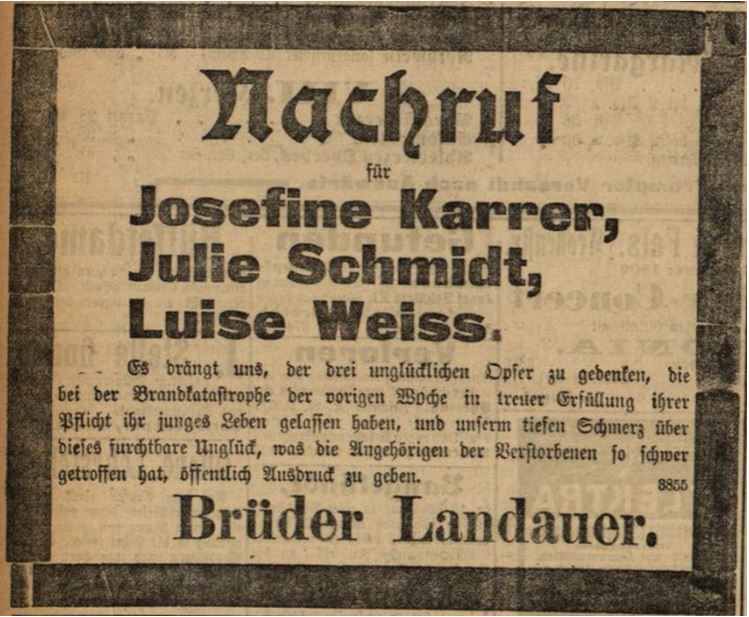 Nachruf
für
Josefine Karrer,
Julie Schmidt,
Luise Weiss.
Es drängt uns, der drei unglücklichen Opfer zu gedenken, die
bei der Brandkatastrophe der vorigen Woche in treuer Erfüllung ihrer
Pflicht ihr junges Leben gelassen haben, und unserm tiefen Schmerz über
dieses furchtbare Unglück, was die Angehörigen der Verstorbenen so schwer
getroffen hat, öffentlich Ausdruck zu geben. 3855
Brüder Landauer.